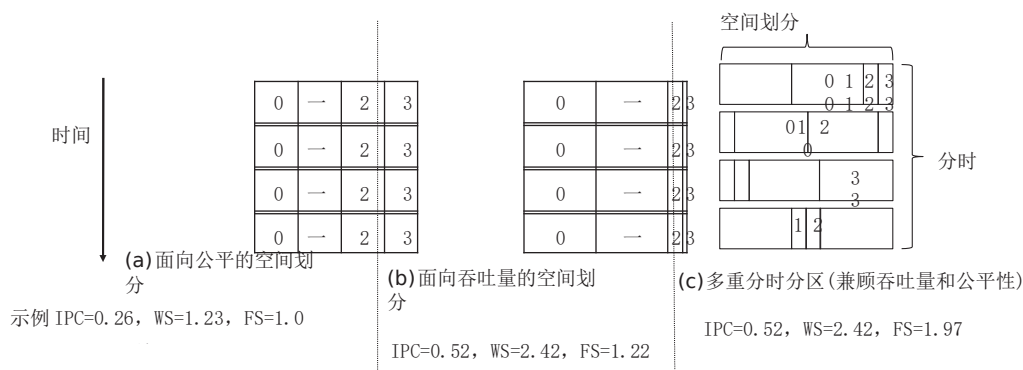 空间划分
时间
0 一 2 3
0 一 2 3
0 一 2 3
0 一 2 3
(a)面向公平的空间划
分
示例 IPC=0.26，WS=1.23，FS=1.0
0 一 2 3
0 一 2 3
0 一 2 3
0 一 2 3
(b)面向吞吐量的空间划
分
IPC=0.52，WS=2.42，FS=1.22
0 1 2 3
0 1 2 3
01 2
0
3
3
1 2
分时
(c)多重分时分区(兼顾吞吐量和公平性)
IPC=0.52，WS=2.42，FS=1.97